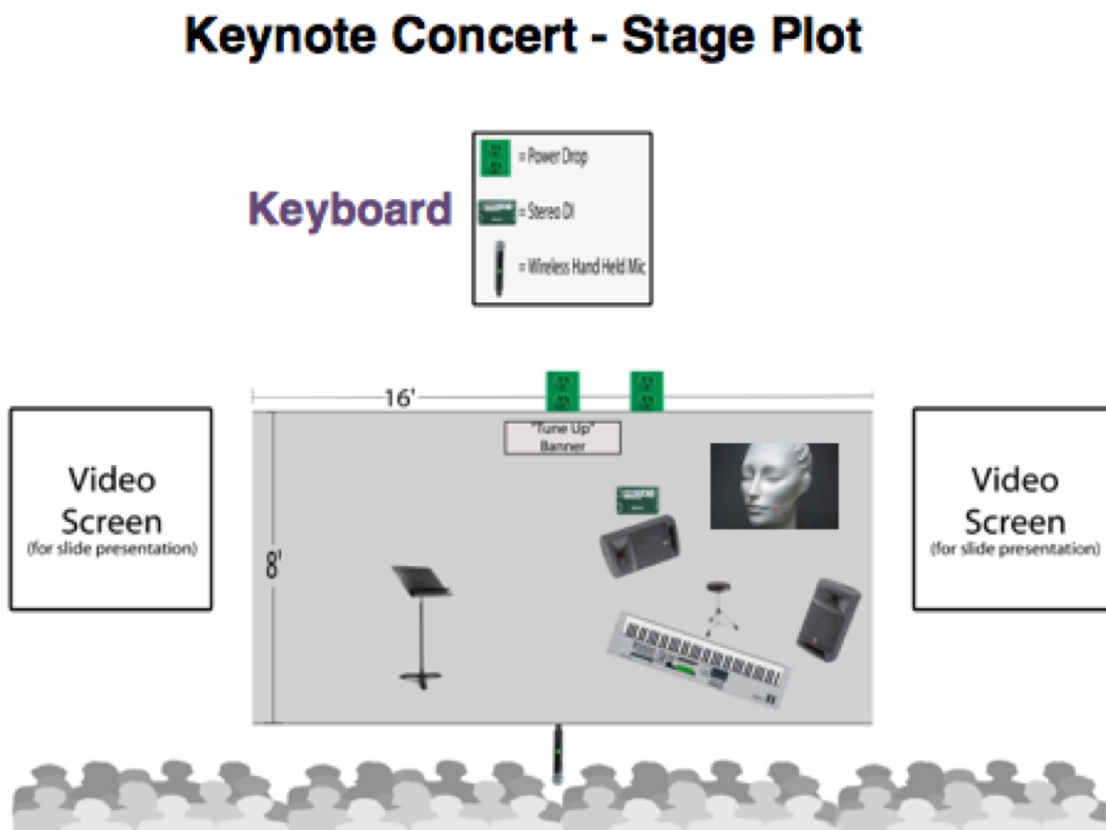 Keynote Concert - Stage Plot
Keyboard
= Power Drop
= Stereo DI
= Wireless Hand Held Mic
16'
"Tune Up"
Banner
8'
Video
Screen
(for slide presentation)
Video
Screen
(for slide presentation)